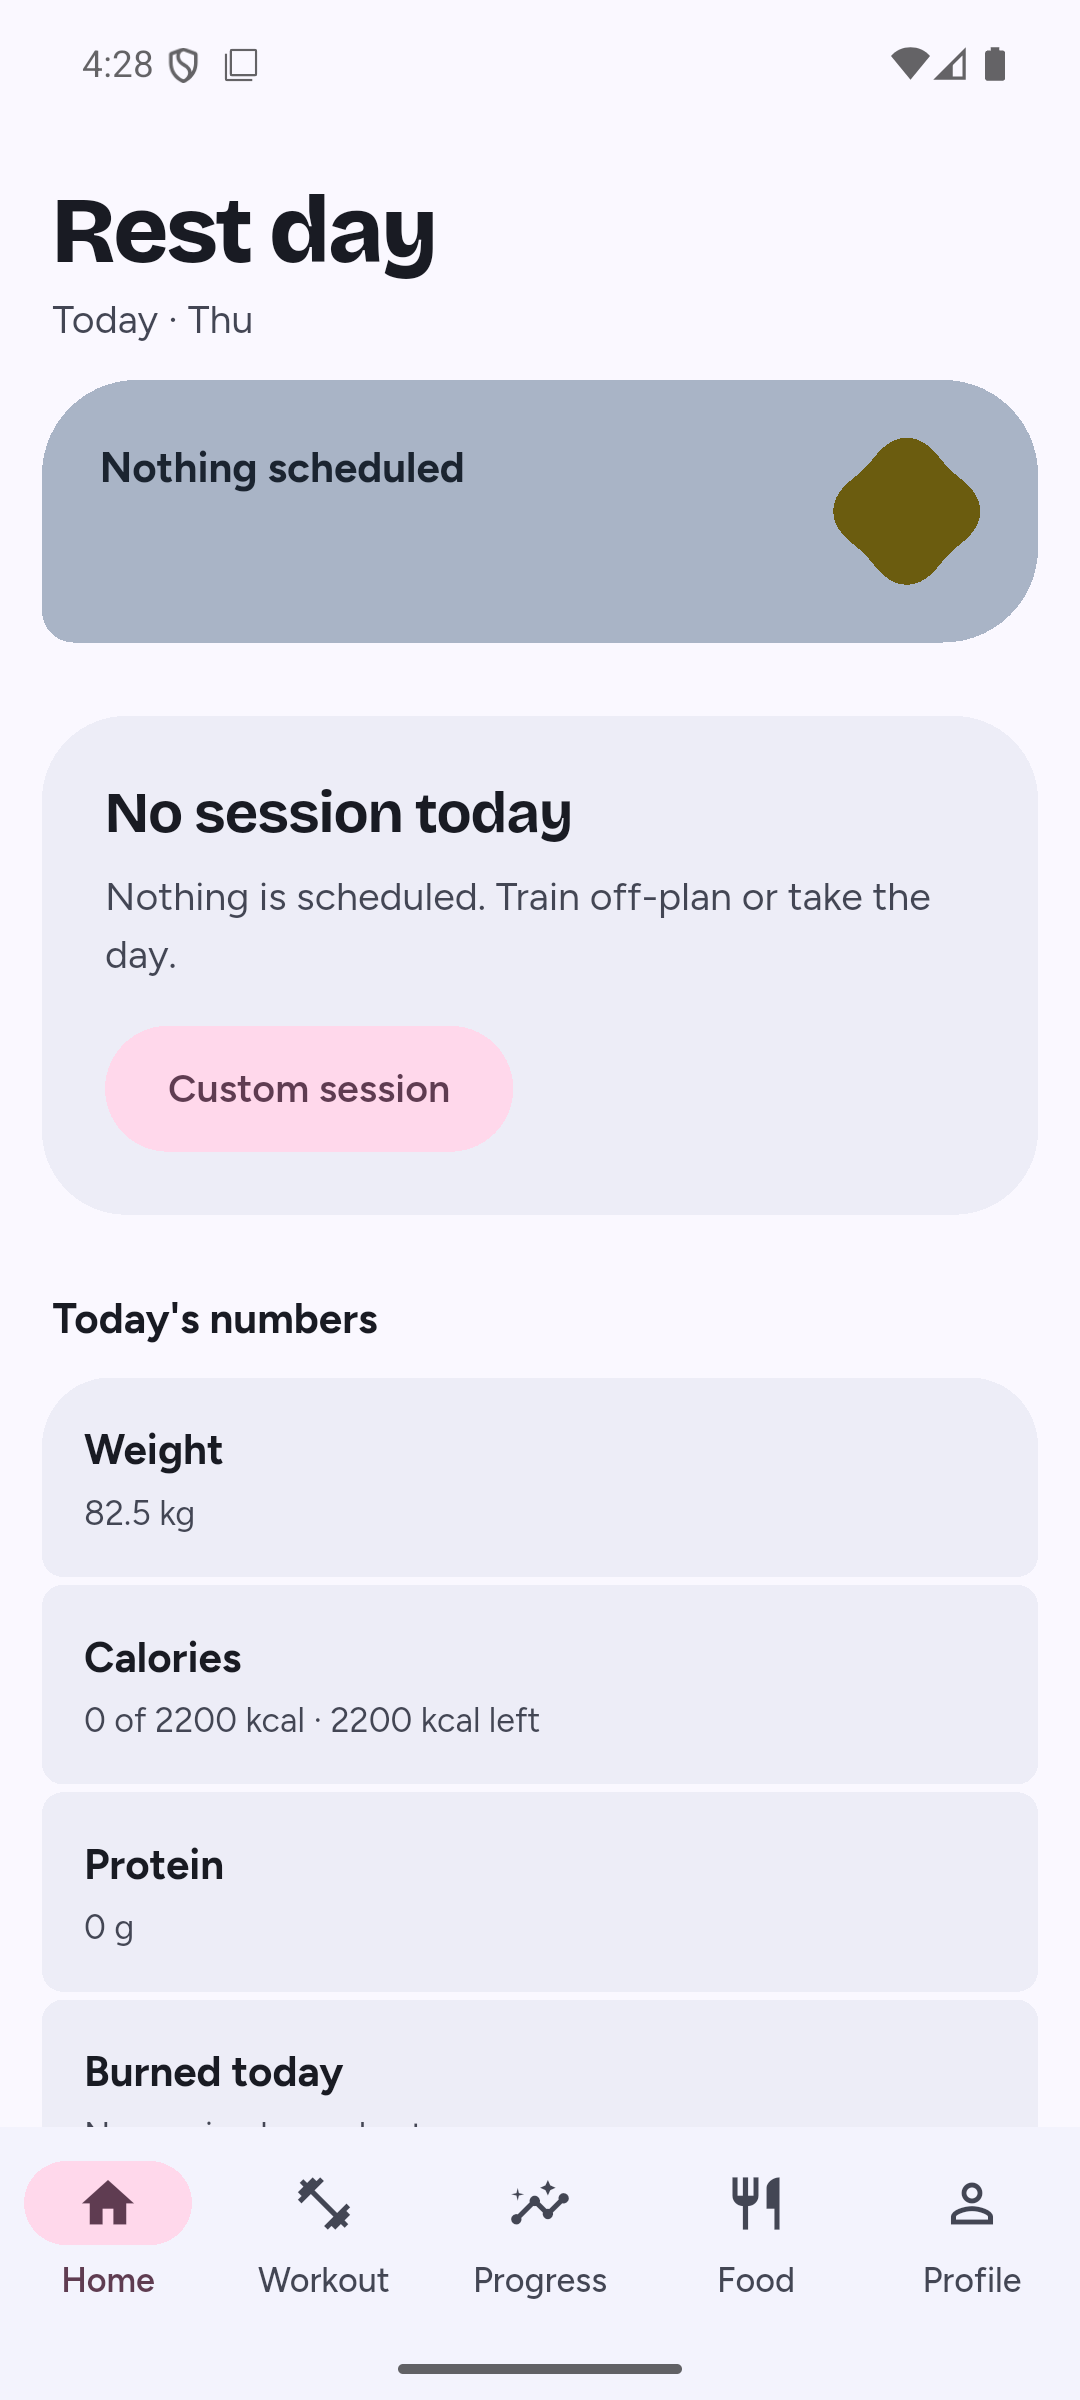 4:28
Rest day
Today · Thu
Nothing scheduled
No session today
Nothing is scheduled. Train off-plan or take the
day.
Custom session
Today's numbers
Weight
82.5 kg
Calories
0 of 2200 kcal · 2200 kcal left
Protein
0 g
Burned today
Home
Workout
Progress
Food
Profile